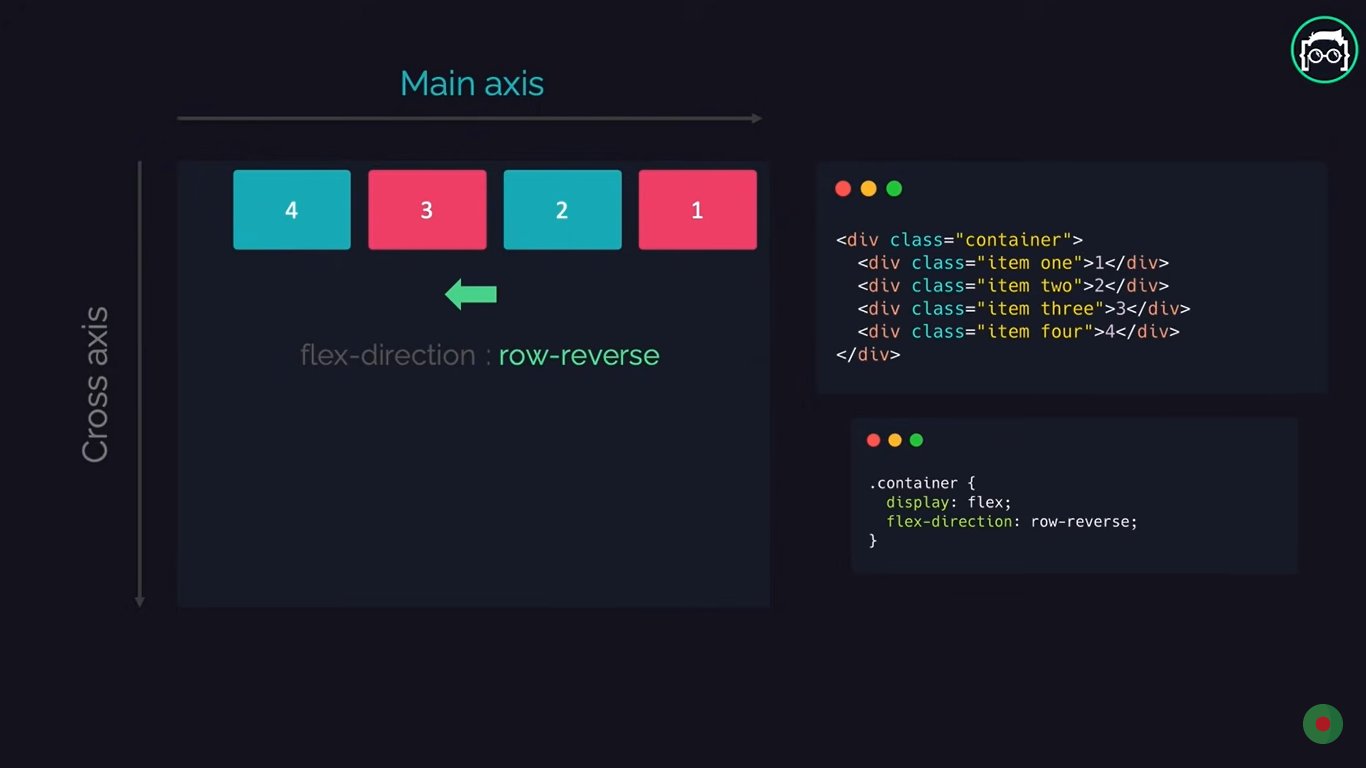 Main axis
Cross axis
4 3 2 1
flex-direction : row-reverse
<div class="container">
  <div class="item one">1</div>
  <div class="item two">2</div>
  <div class="item three">3</div>
  <div class="item four">4</div>
</div>
.container {
  display: flex;
  flex-direction: row-reverse;
}